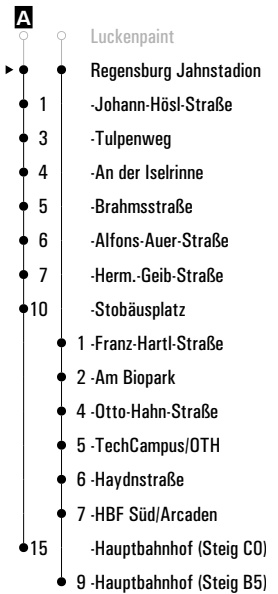 A
Luckenpaint
Regensburg Jahnstadion
1 -Johann-Hösl-Straße
3 -Tulpenweg
4 -An der Iselrinne
5 -Brahmsstraße
6 -Alfons-Auer-Straße
7 -Herm.-Geib-Straße
10 -Stobäusplatz
1 -Franz-Hartl-Straße
2 -Am Biopark
4 -Otto-Hahn-Straße
5 -TechCampus/OTH
6 -Haydnstraße
7 -HBF Süd/Arcaden
15 -Hauptbahnhof (Steig C0)
9 -Hauptbahnhof (Steig B5)